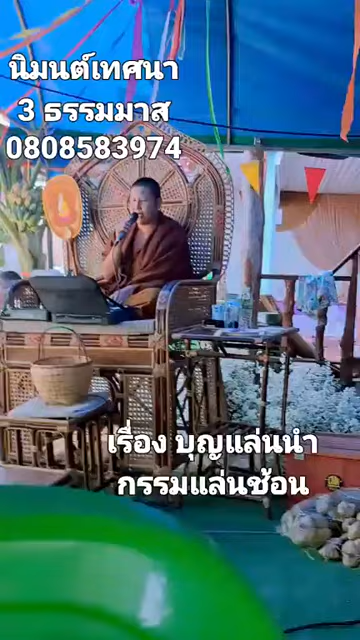 นิมนต์เทศนา
3 ธรรมมาส
0808583974
เรื่อง บุญแล่นนำ
กรรมแล่นซ้อน